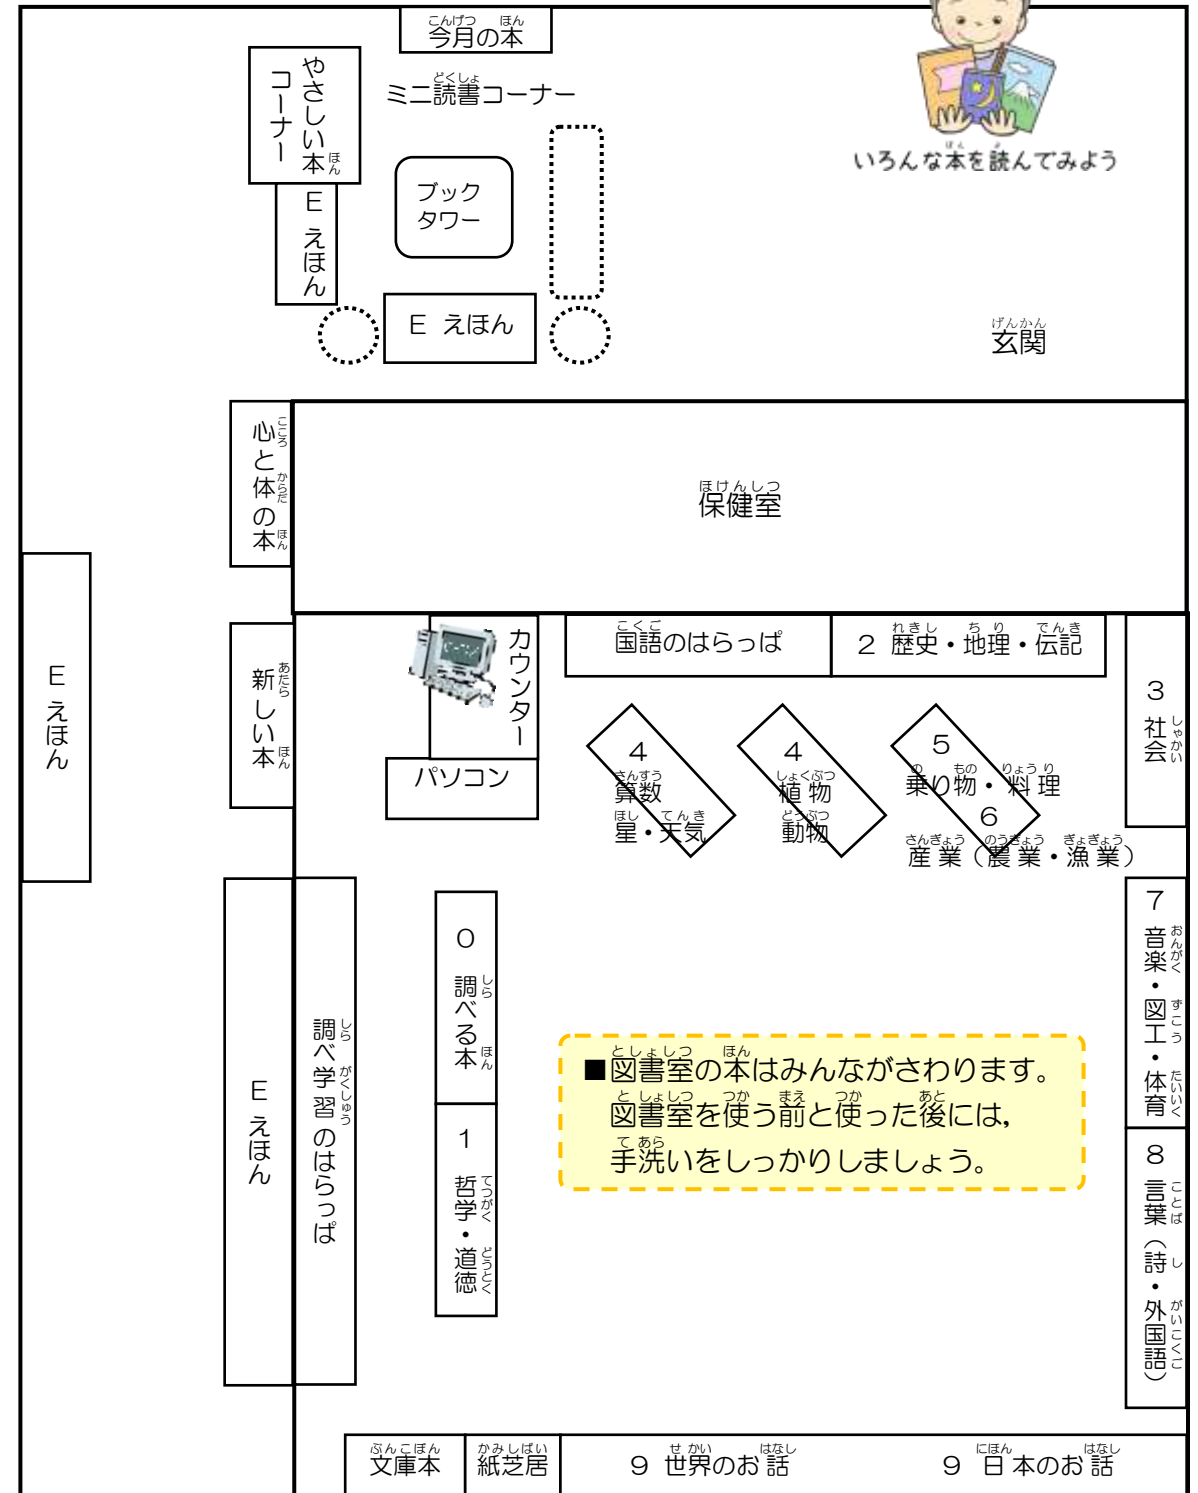 今月の本
やさしい本
コーナー
ミニ読書コーナー
いろんな本を読んでみよう
ブック
タワー
E えほん
E えほん
玄関
心と体の本
保健室
E えほん
新しい本
カウンター
パソコン
国語のはらっぱ
2 歴史・地理・伝記
3 社会
4
算数
星・天気
4
植物
動物
5
乗り物・料理
6
産業（農業・漁業）
7 音楽・図工・体育
E えほん
調べ学習のはらっぱ
0 調べる本
1 哲学・道徳
■図書室の本はみんながさわります。
図書室を使う前と使った後には，
手洗いをしっかりしましょう。
8 言葉（詩・外国語）
文庫本
紙芝居
9 世界のお話
9 日本のお話